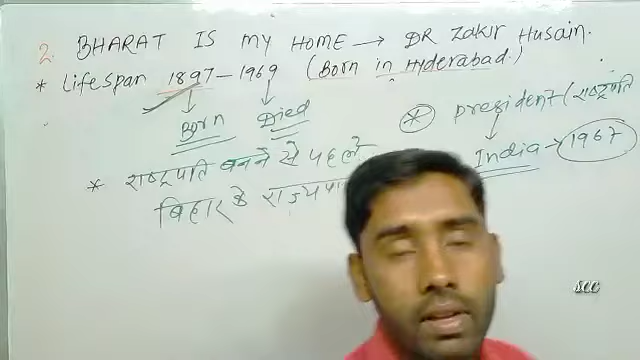 2. BHARAT IS MY HOME → DR Zakir Husain.
* Lifespan 1897 - 1969 (Born in Hyderabad.)
Born Died
* president (राष्ट्रपति
India → 1967
* राष्ट्रपति बनने से पहले
बिहार के
SCC